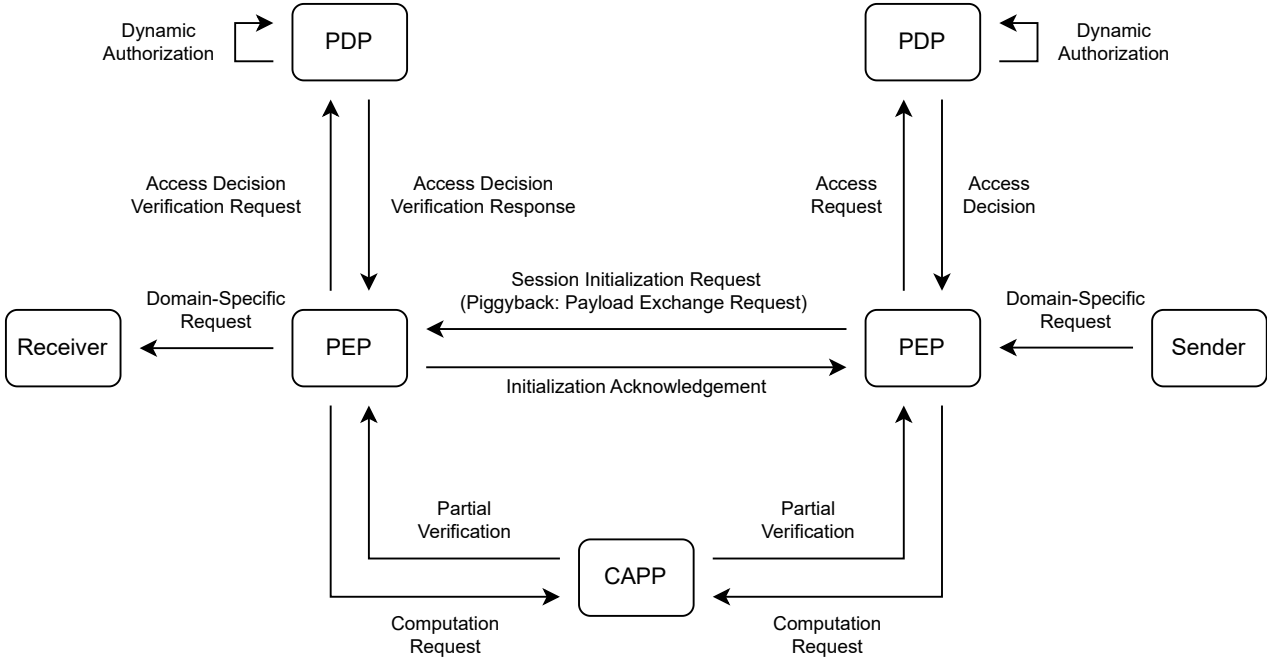 Dynamic
Authorization
PDP
PDP
Dynamic
Authorization
Access Decision
Verification Request
Access Decision
Verification Response
Access
Request
Access
Decision
Session Initialization Request
(Piggyback: Payload Exchange Request)
Domain-Specific
Request
Domain-Specific
Request
Receiver
PEP
PEP
Sender
Initialization Acknowledgement
Partial
Verification
Partial
Verification
CAPP
Computation
Request
Computation
Request